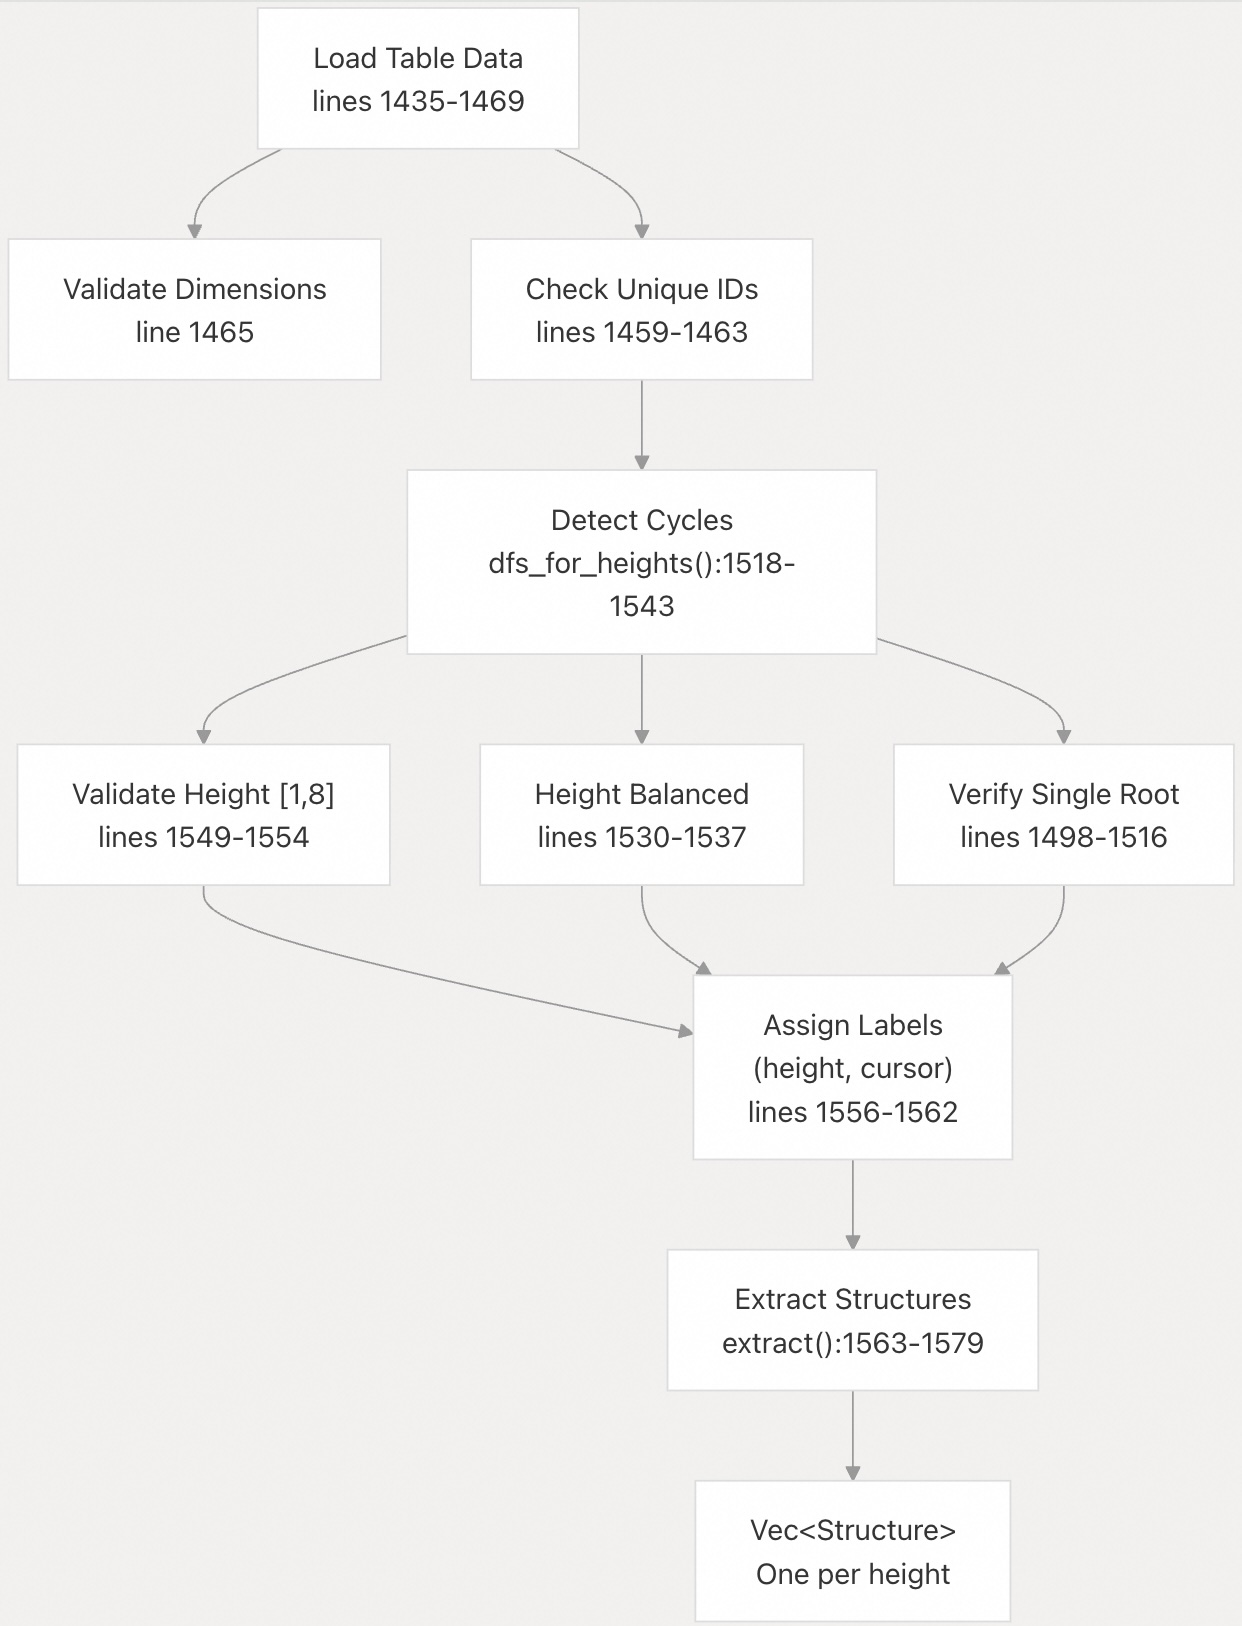 Load Table Data
lines 1435-1469
Validate Dimensions
line 1465
Check Unique IDs
lines 1459-1463
Detect Cycles
dfs_for_heights():1518-
1543
Validate Height [1,8]
lines 1549-1554
Height Balanced
lines 1530-1537
Verify Single Root
lines 1498-1516
Assign Labels
(height, cursor)
lines 1556-1562
Extract Structures
extract():1563-1579
Vec<Structure>
One per height